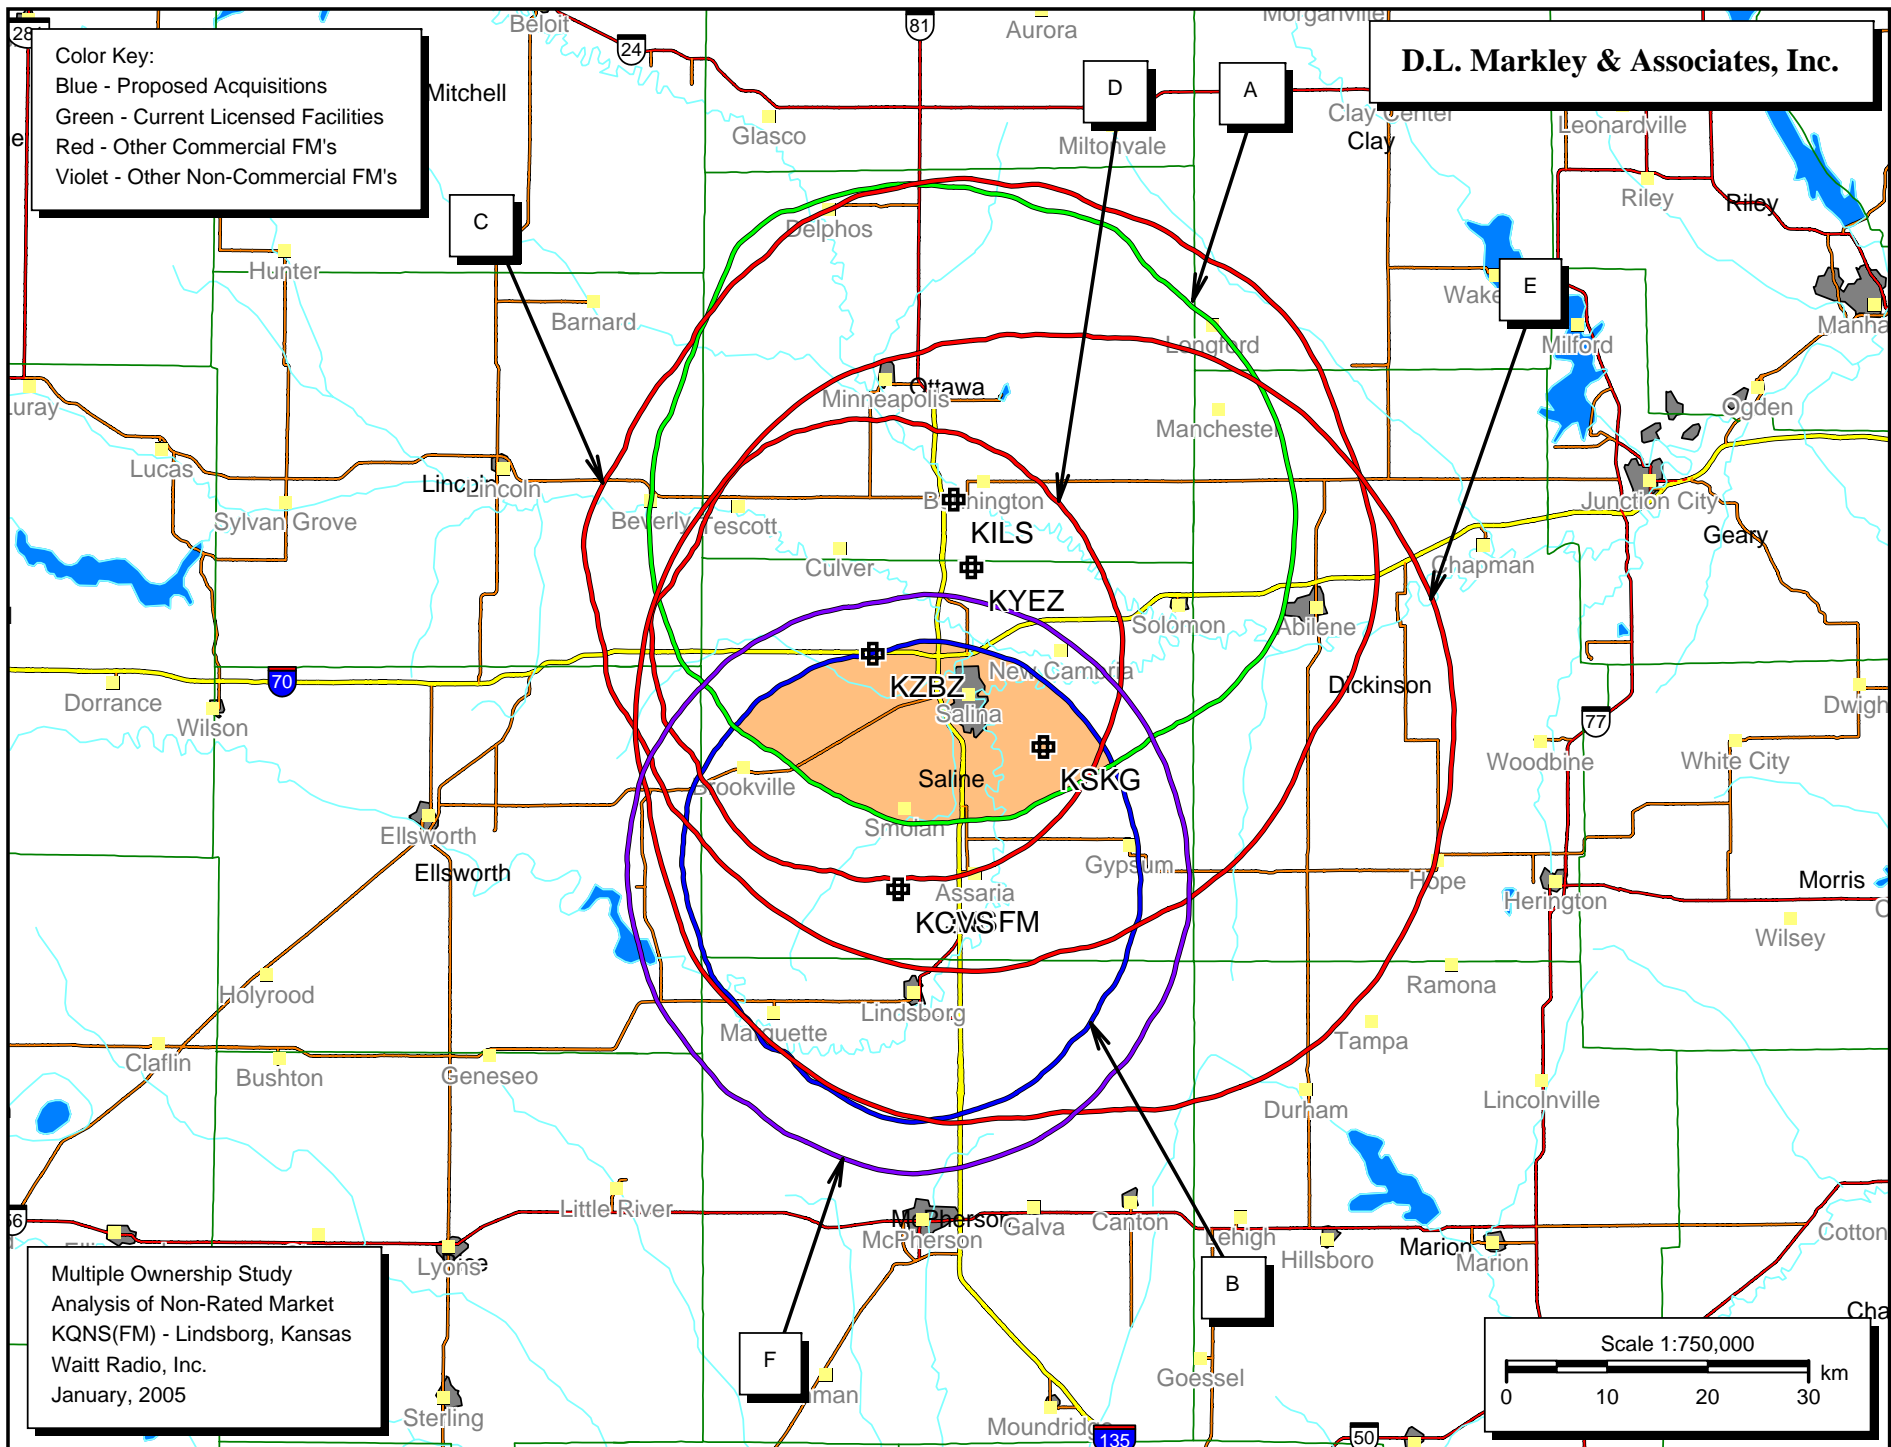 Color Key:
Blue - Proposed Acquisitions
Green - Current Licensed Facilities
Red - Other Commercial FM's
Violet - Other Non-Commercial FM's
D.L. Markley & Associates, Inc.
Beloit
24
81
Aurora
Morganville
Mitchell
Glasco
Miltonvale
Clay Center
Clay
Leonardville
D
A
C
E
Delphos
Riley
Riley
Hunter
Barnard
Longford
Milford
Ottawa
Minneapolis
Manchester
Ogden
Lucas
Lincoln
Sylvan Grove
Beverly
Tescott
Bennington
Junction City
KILS
Geary
Culver
Chapman
KYEZ
Solomon
Abilene
70
New Cambria
KZBZ
Salina
Dickinson
Dorrance
Wilson
77
Woodbine
White City
Saline
KSKG
Brookville
Smolan
Ellsworth
Ellsworth
Gypsum
Hope
Morris
Assaria
Herington
KCVSFM
Wilsey
Holyrood
Lindsborg
Marquette
Ramona
Tampa
Claflin
Bushton
Geneseo
Durham
Lincolnville
Little River
McPherson
McPherson
Galva
Canton
Lehigh
Hillsboro
Marion
Marion
Lyons
B
F
Multiple Ownership Study
Analysis of Non-Rated Market
KQNS(FM) - Lindsborg, Kansas
Waitt Radio, Inc.
January, 2005
Sterling
Moundridge
Goessel
135
50
Scale 1:750,000
km
0 10 20 30